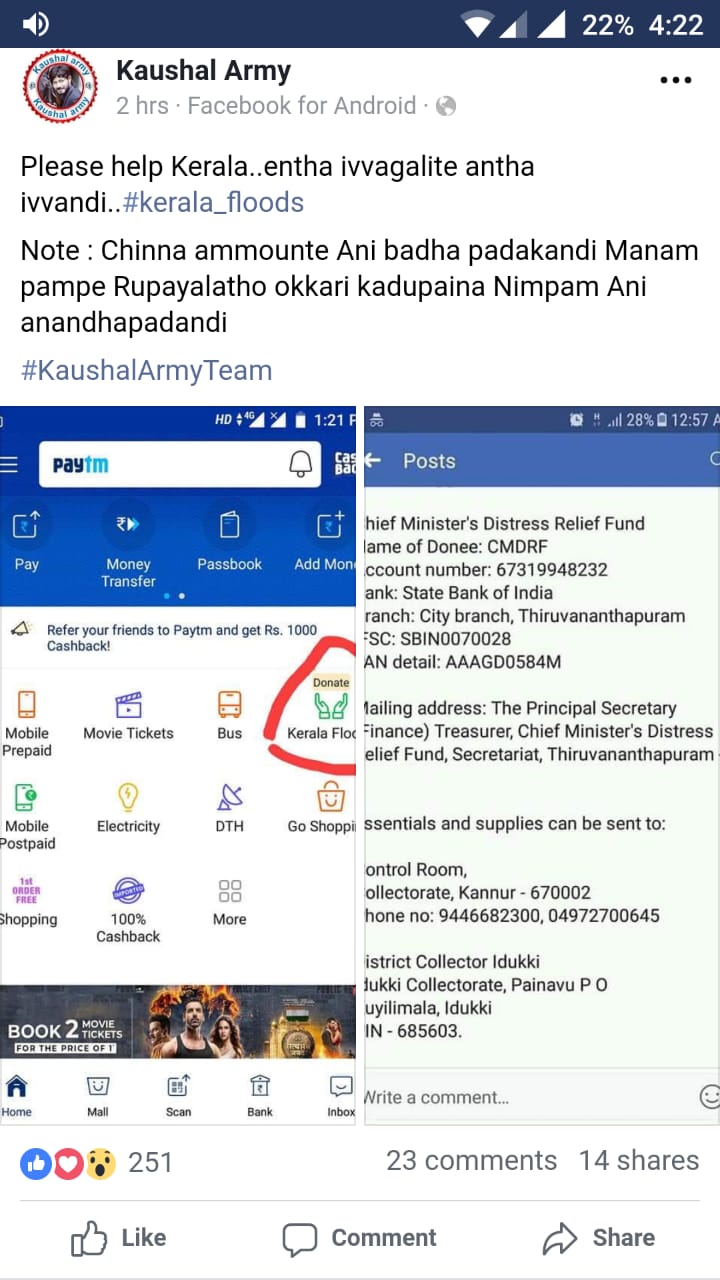 22% 4:22
Kaushal army
Kaushal army
Kaushal Army
2 hrs · Facebook for Android ·
Please help Kerala..entha ivvagalite antha
ivvandi..#kerala_floods
Note : Chinna ammounte Ani badha padakandi Manam
pampe Rupayalatho okkari kadupaina Nimpam Ani
anandhapadandi
#KaushalArmyTeam
HD 4G 1:21 P
paytm
Cas
Bac
Pay
Money
Transfer
Passbook
Add Mone
Refer your friends to Paytm and get Rs. 1000
Cashback!
Donate
Mobile
Prepaid
Movie Tickets
Bus
Kerala Floo
Mobile
Postpaid
Electricity
DTH
Go Shoppi
1st
ORDER
FREE
Shopping
IMPORTED
100%
Cashback
More
BOOK 2 MOVIE TICKETS
FOR THE PRICE OF 1
Home
Mall
Scan
Bank
Inbox
28% 12:57 A
Posts
hief Minister's Distress Relief Fund
lame of Donee: CMDRF
ccount number: 67319948232
ank: State Bank of India
ranch: City branch, Thiruvananthapuram
FSC: SBIN0070028
AN detail: AAAGD0584M
Mailing address: The Principal Secretary
Finance) Treasurer, Chief Minister's Distress
elief Fund, Secretariat, Thiruvananthapuram -
ssentials and supplies can be sent to:
ontrol Room,
ollectorate, Kannur - 670002
hone no: 9446682300, 04972700645
istrict Collector Idukki
dukki Collectorate, Painavu P O
uyilimala, Idukki
IN - 685603.
Write a comment...
251
23 comments 14 shares
Like
Comment
Share